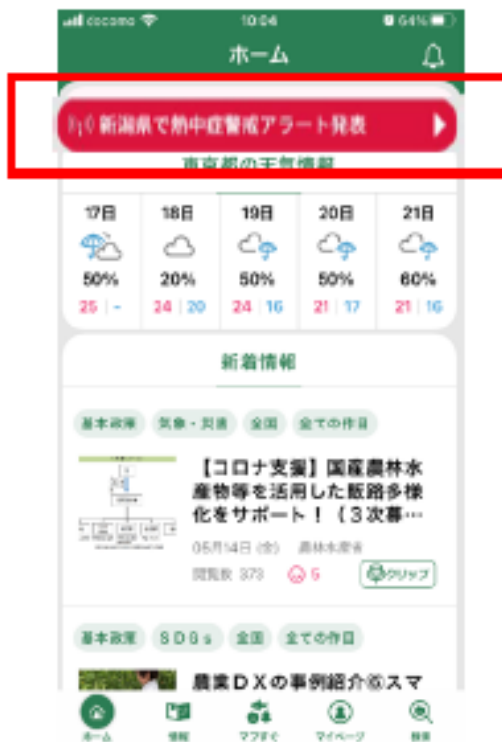 docomo 10:04 64%
ホーム
新潟県で熱中症警戒アラート発表
東京都の天気情報
17日 18日 19日 20日 21日
50% 20% 50% 50% 60%
25 | - 24 | 20 24 | 16 21 | 17 21 | 16
新着情報
基本政策 気象・災害 全国 全ての作目
【コロナ支援】国産農林水
産物等を活用した販路多様
化をサポート！（3次募…
05月14日 (金) 農林水産省
閲覧数 373 5 クリップ
基本政策 SDGs 全国 全ての作目
農業DXの事例紹介⑥スマ
ホーム 情報 マフすぐ マイページ 検索